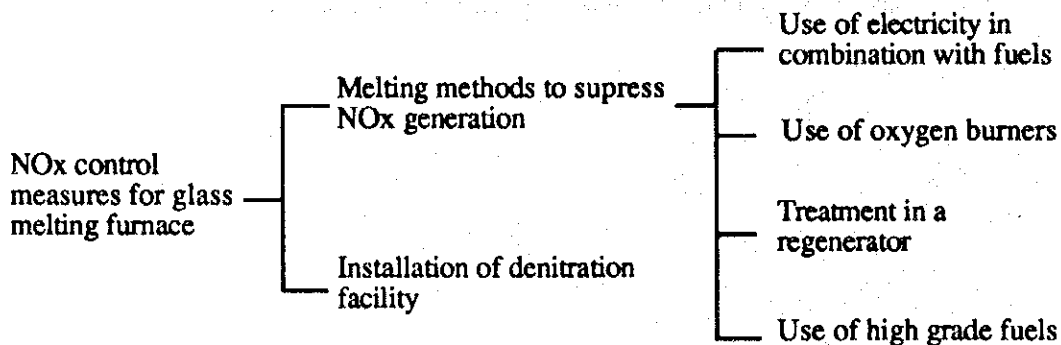 NOx control
measures for glass
melting furnace
Melting methods to supress
NOx generation
Installation of denitration
facility
Use of electricity in
combination with fuels
Use of oxygen burners
Treatment in a
regenerator
Use of high grade fuels